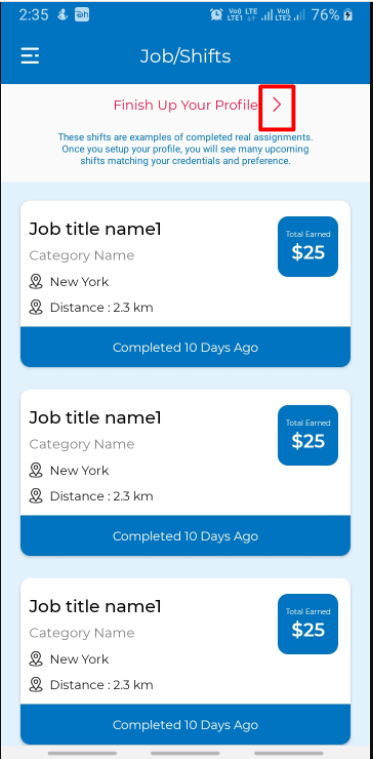 2:35 Vo) LTE Vo) 76%
LTE1 LTE2
Job/Shifts
Finish Up Your Profile
These shifts are examples of completed real assignments.
Once you setup your profile, you will see many upcoming
shifts matching your credentials and preference.
Job title name1
Total Earned
$25
Category Name
New York
Distance : 2.3 km
Completed 10 Days Ago
Job title name1
Total Earned
$25
Category Name
New York
Distance : 2.3 km
Completed 10 Days Ago
Job title name1
Total Earned
$25
Category Name
New York
Distance : 2.3 km
Completed 10 Days Ago